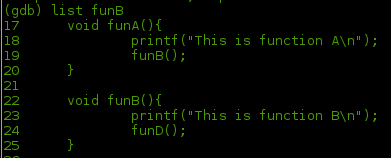 (gdb) list funB
17      void funA(){
18              printf("This is function A\n");
19              funB();
20      }
21
22      void funB(){
23              printf("This is function B\n");
24              funD();
25      }